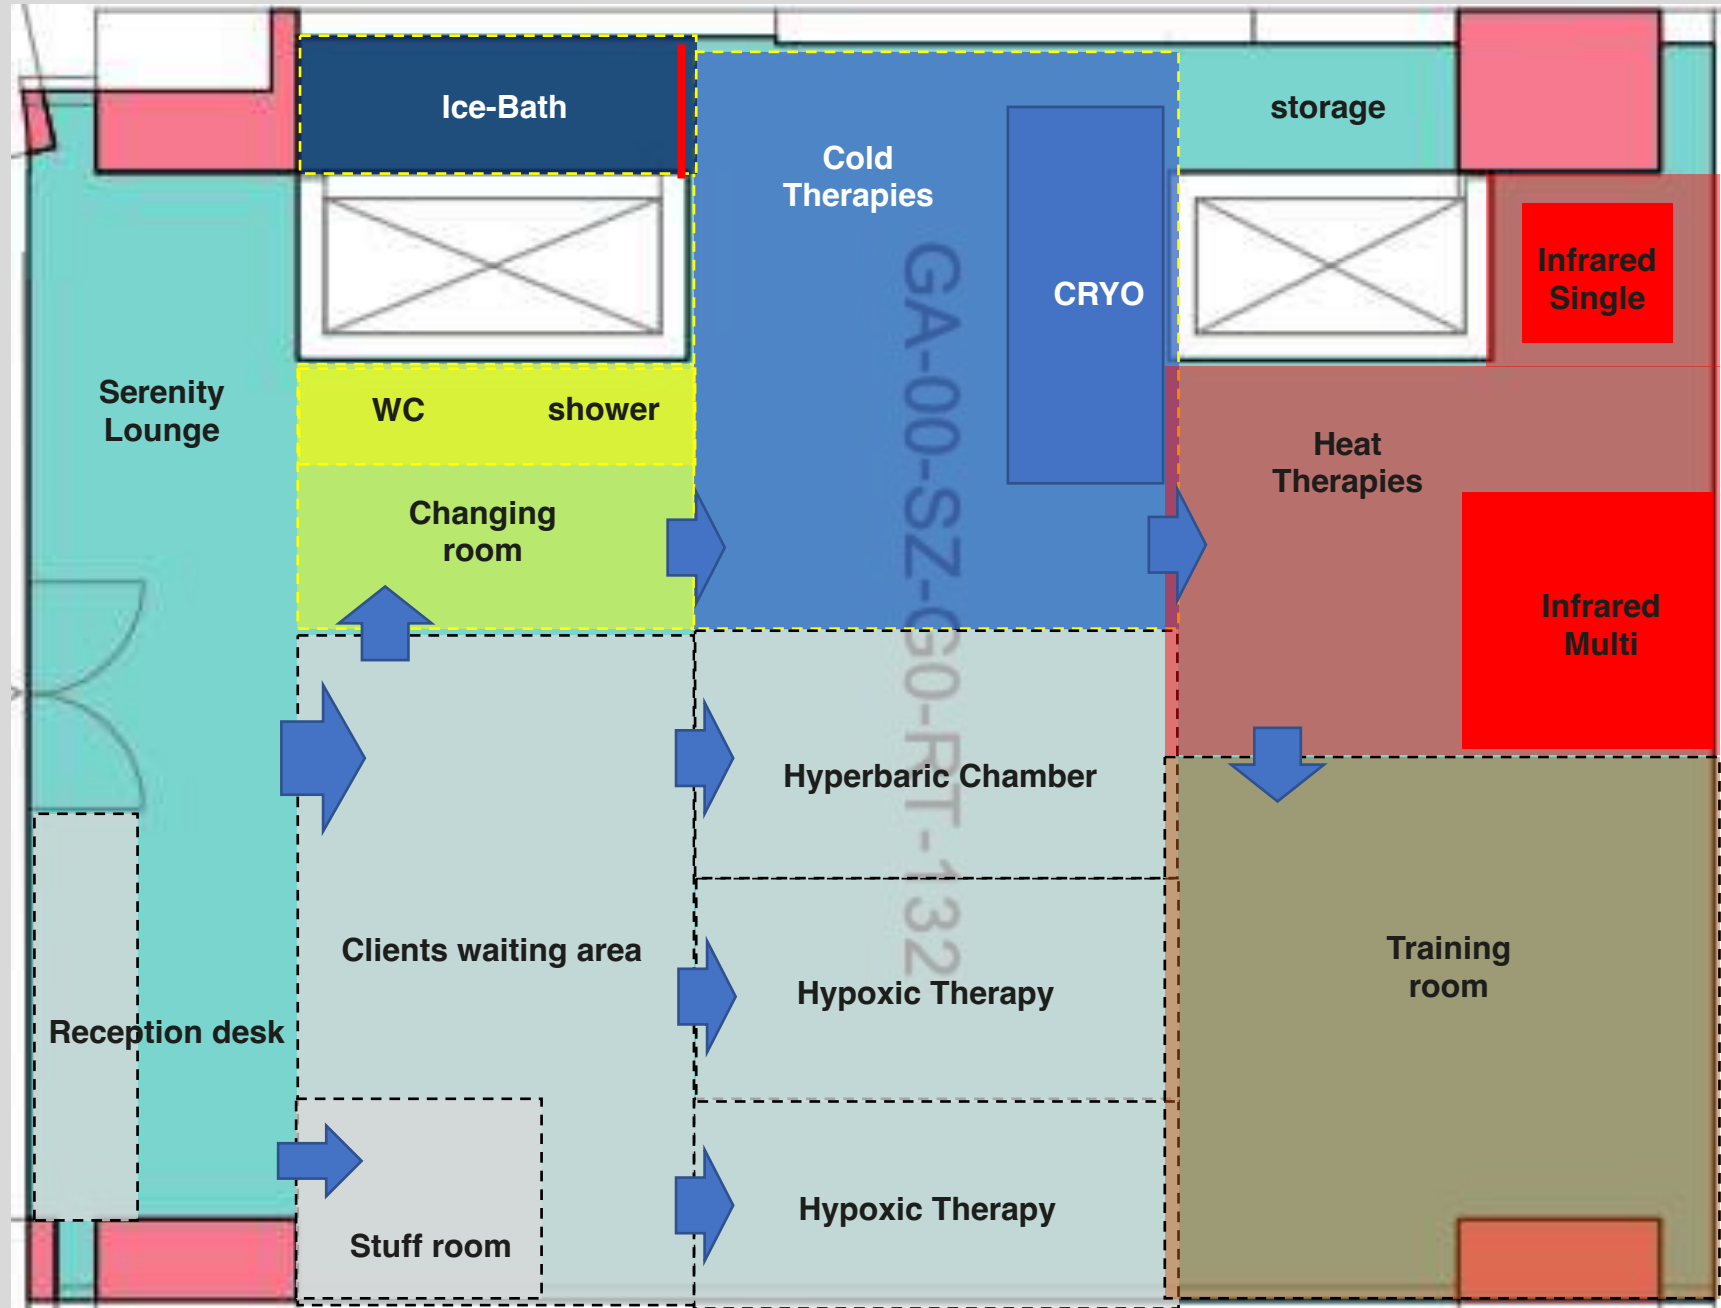 Ice-Bath
Cold
Therapies
storage
CRYO
Infrared
Single
Serenity
Lounge
WC
shower
Heat
Therapies
Changing
room
GA-00-SZ-G0-RT-132
Infrared
Multi
Hyperbaric Chamber
Clients waiting area
Hypoxic Therapy
Training
room
Reception desk
Hypoxic Therapy
Stuff room